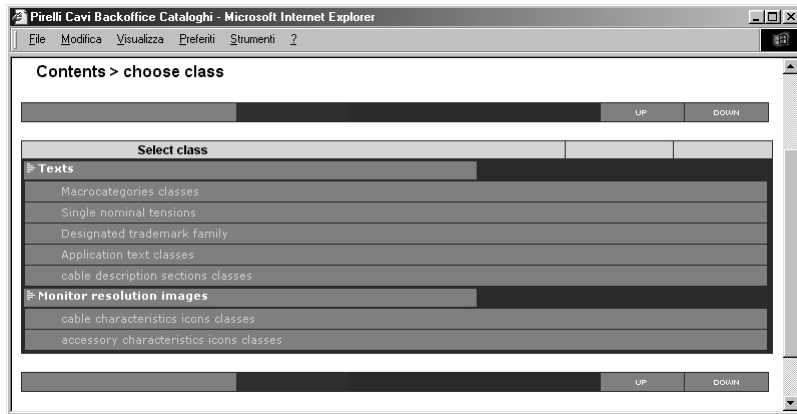 Pirelli Cavi Backoffice Cataloghi - Microsoft Internet Explorer
File Modifica Visualizza Preferiti Strumenti ?
Contents > choose class
UP DOWN
Select class
Texts
Macrocategories classes
Single nominal tensions
Designated trademark family
Application text classes
cable description sections classes
Monitor resolution images
cable characteristics icons classes
accessory characteristics icons classes
UP DOWN